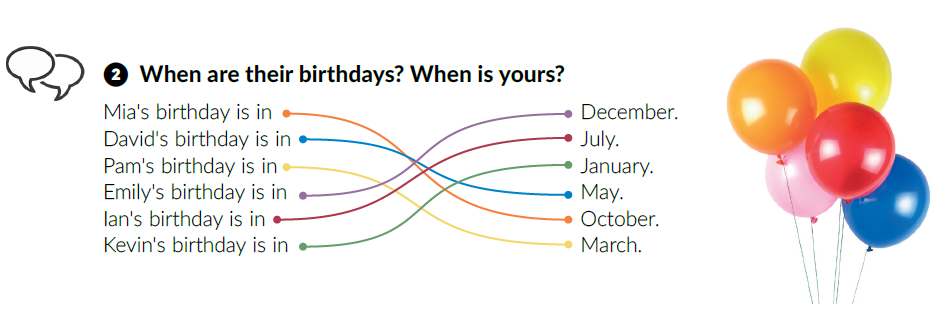 2 When are their birthdays? When is yours?
Mia's birthday is in December.
David's birthday is in July.
Pam's birthday is in January.
Emily's birthday is in May.
Ian's birthday is in October.
Kevin's birthday is in March.